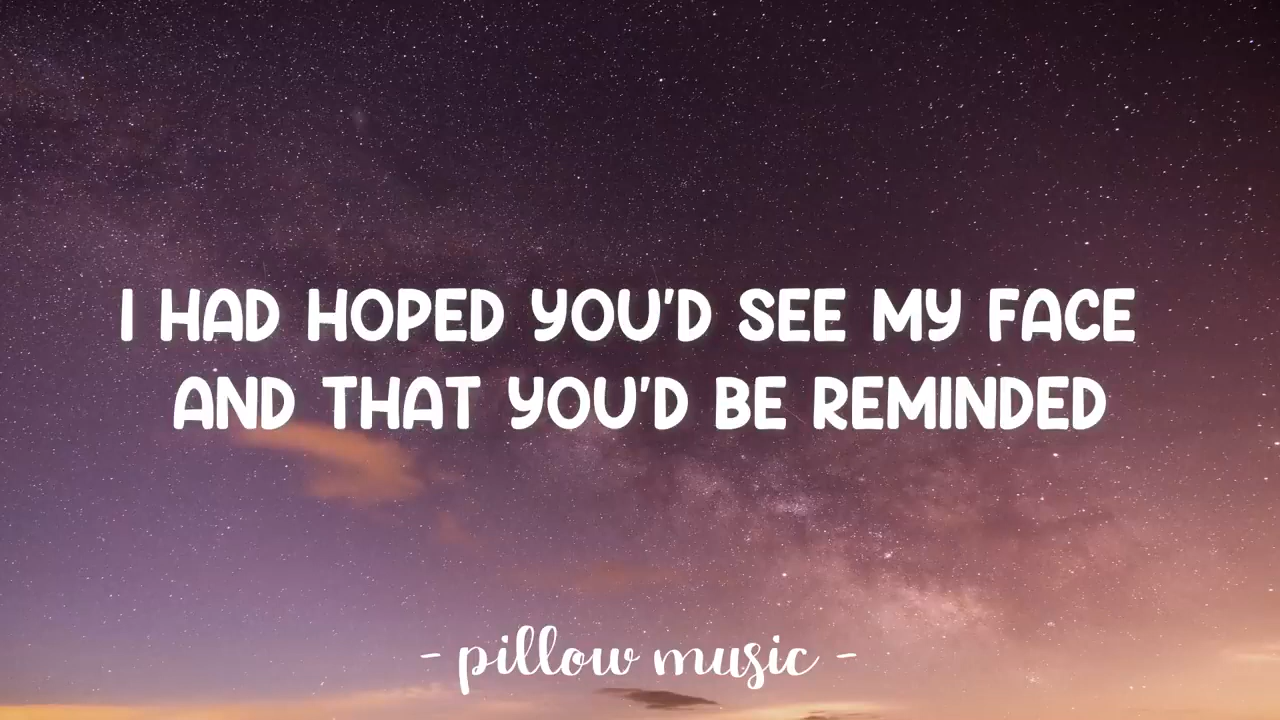 I HAD HOPED YOU'D SEE MY FACE
AND THAT YOU'D BE REMINDED
- pillow music -